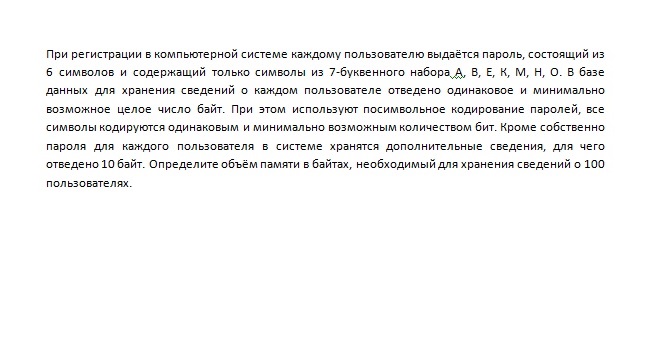 При регистрации в компьютерной системе каждому пользователю выдаётся пароль, состоящий из
6 символов и содержащий только символы из 7-буквенного набора А, В, Е, К, М, Н, О. В базе
данных для хранения сведений о каждом пользователе отведено одинаковое и минимально
возможное целое число байт. При этом используют посимвольное кодирование паролей, все
символы кодируются одинаковым и минимально возможным количеством бит. Кроме собственно
пароля для каждого пользователя в системе хранятся дополнительные сведения, для чего
отведено 10 байт. Определите объём памяти в байтах, необходимый для хранения сведений о 100
пользователях.